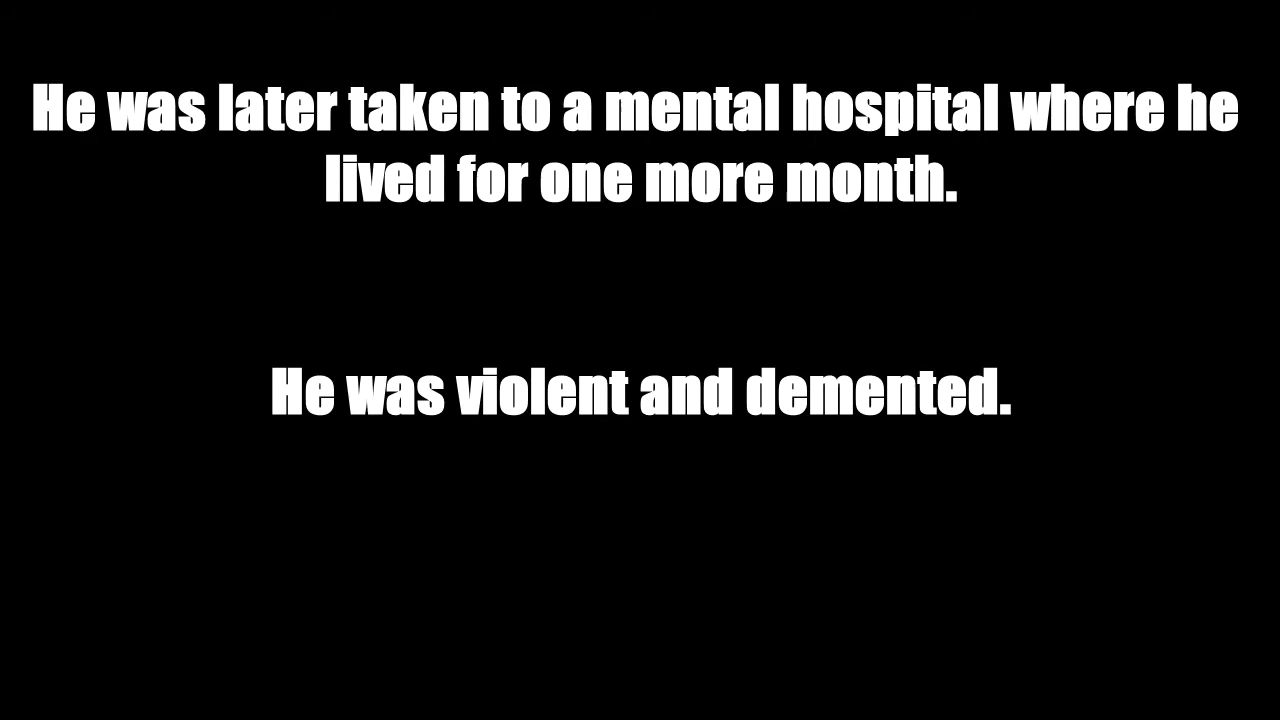 He was later taken to a mental hospital where he
lived for one more month.
He was violent and demented.